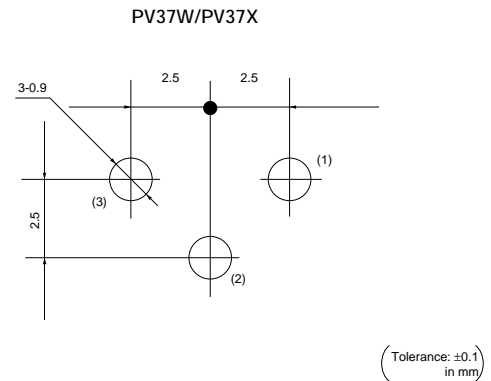 PV37W/PV37X
2.5 2.5
3-0.9
(1)
(3)
2.5
(2)
Tolerance: ±0.1
in mm